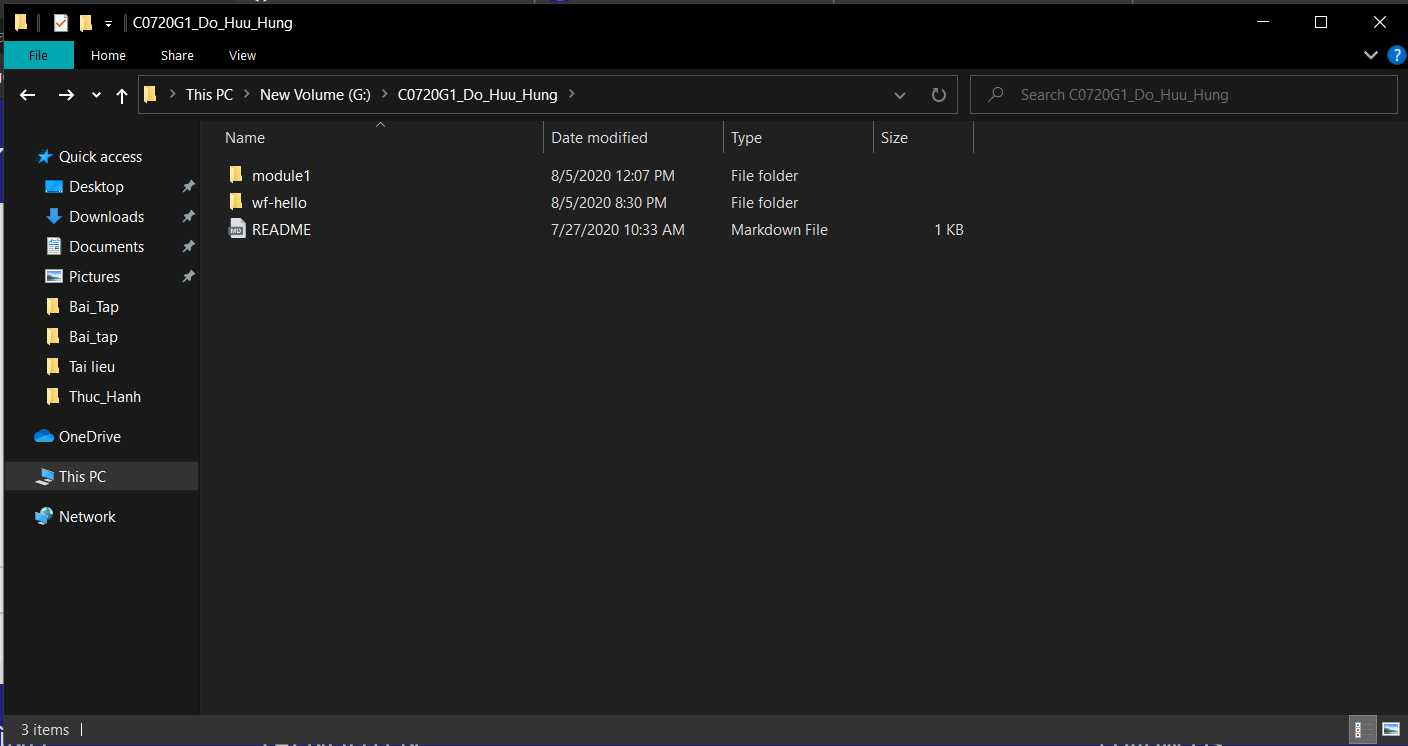 C0720G1_Do_Huu_Hung
File Home Share View
This PC New Volume (G:) C0720G1_Do_Huu_Hung Search C0720G1_Do_Huu_Hung
Name Date modified Type Size
Quick access
Desktop
Downloads
Documents
Pictures
Bai_Tap
Bai_tap
Tai lieu
Thuc_Hanh
OneDrive
This PC
Network
module1 8/5/2020 12:07 PM File folder
wf-hello 8/5/2020 8:30 PM File folder
README 7/27/2020 10:33 AM Markdown File 1 KB
3 items